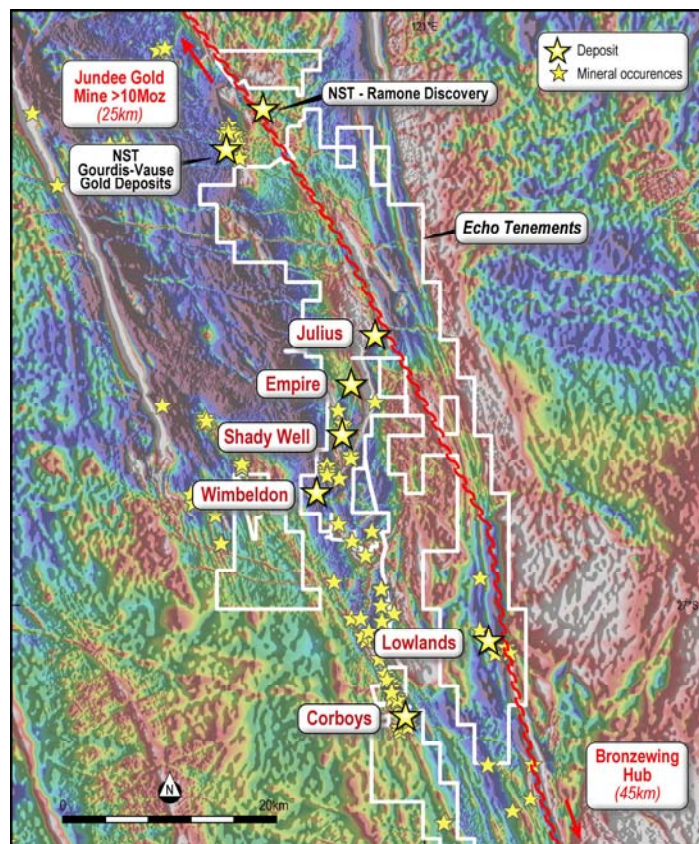 121°E
Deposit
Mineral occurences
Jundee Gold
Mine >10Moz
(25km)
NST - Ramone Discovery
NST
Gourdis-Vause
Gold Deposits
Echo Tenements
Julius
Empire
Shady Well
Wimbeldon
27°S
Lowlands
Corboys
Bronzewing
Hub
(45km)
N
0
20km